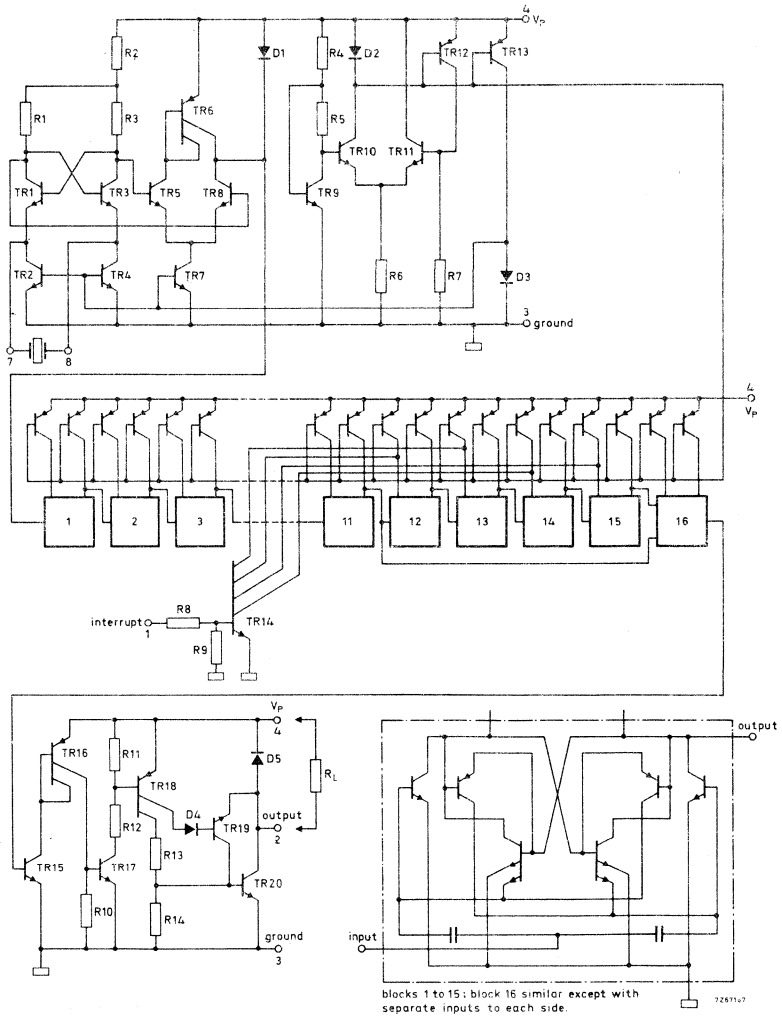 4
Vp
R2
D1
R4
D2
TR12
TR13
TR6
R1
R3
R5
TR10
TR11
TR1
TR3
TR5
TR8
TR9
TR2
TR4
TR7
R6
R7
D3
3
ground
7
8
4
Vp
1
2
3
11
12
13
14
15
16
R8
interrupt
1
TR14
R9
Vp
4
TR16
R11
D5
output
TR18
RL
D4
output
R12
TR19
2
R13
TR15
TR17
TR20
R10
R14
ground
3
input
blocks 1 to 15; block 16 similar except with
separate inputs to each side.
7Z67107